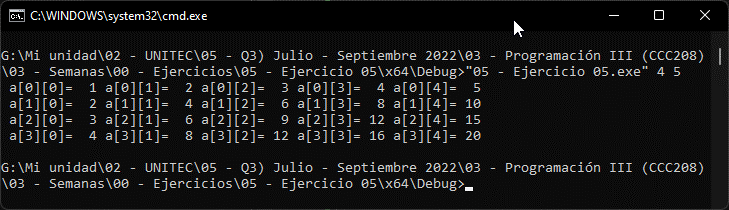 C:\WINDOWS\system32\cmd.exe
G:\Mi unidad\02 - UNITEC\05 - Q3) Julio - Septiembre 2022\03 - Programación III (CCC208)
\03 - Semanas\00 - Ejercicios\05 - Ejercicio 05\x64\Debug>"05 - Ejercicio 05.exe" 4 5
a[0][0]=  1 a[0][1]=  2 a[0][2]=  3 a[0][3]=  4 a[0][4]=  5
a[1][0]=  2 a[1][1]=  4 a[1][2]=  6 a[1][3]=  8 a[1][4]= 10
a[2][0]=  3 a[2][1]=  6 a[2][2]=  9 a[2][3]= 12 a[2][4]= 15
a[3][0]=  4 a[3][1]=  8 a[3][2]= 12 a[3][3]= 16 a[3][4]= 20
G:\Mi unidad\02 - UNITEC\05 - Q3) Julio - Septiembre 2022\03 - Programación III (CCC208)
\03 - Semanas\00 - Ejercicios\05 - Ejercicio 05\x64\Debug>